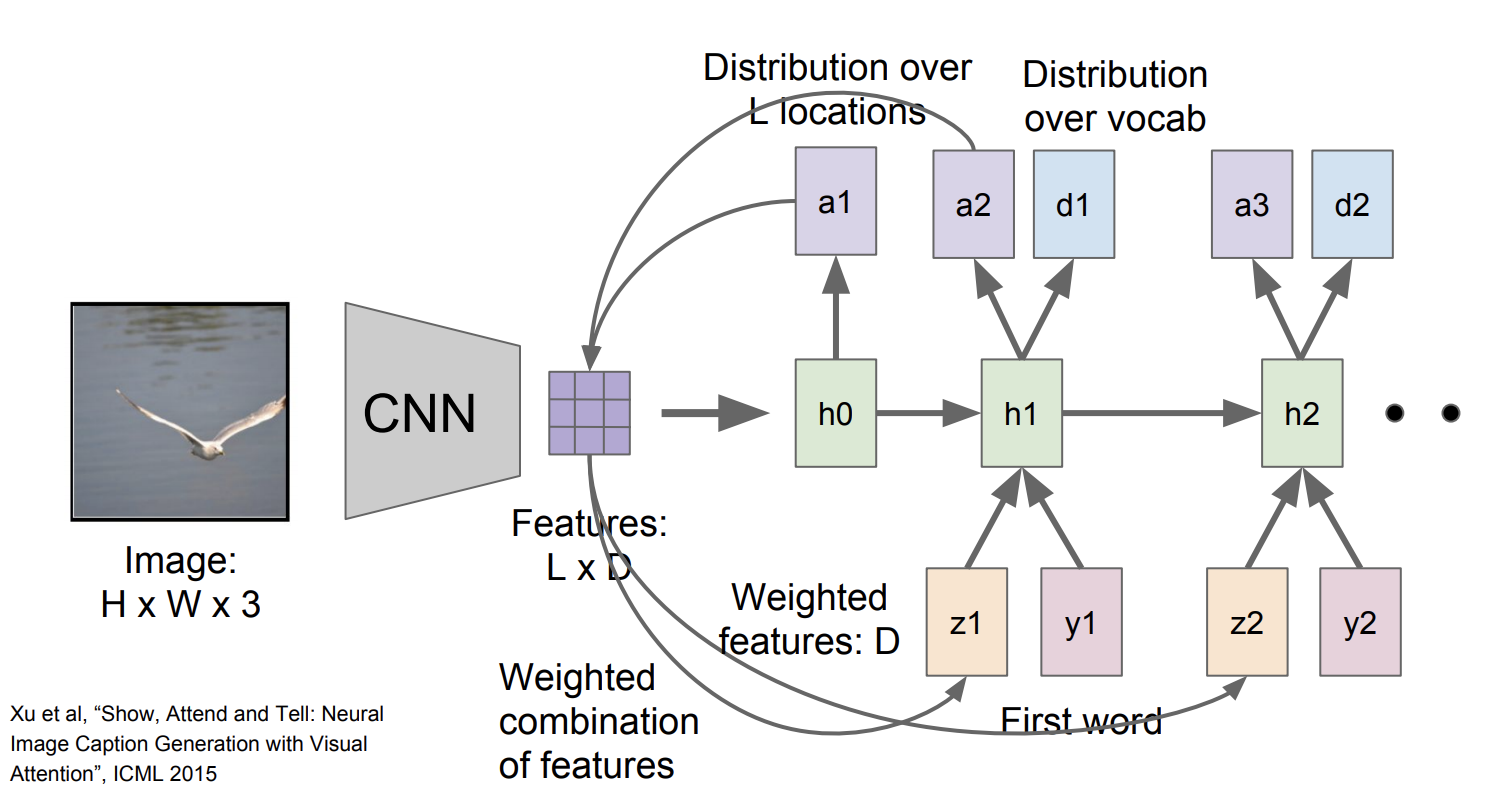 Distribution over
L locations
Distribution
over vocab
a1
a2
d1
a3
d2
CNN
h0
h1
h2
Features:
L x D
Image:
H x W x 3
Weighted
features: D
z1
y1
z2
y2
Weighted
combination
of features
First word
Xu et al, “Show, Attend and Tell: Neural
Image Caption Generation with Visual
Attention”, ICML 2015